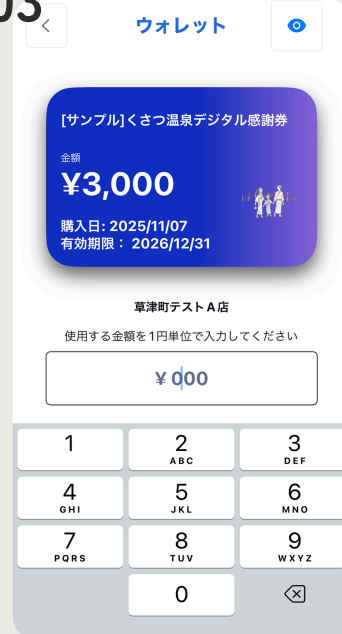 03
ウォレット
[サンプル]くさつ温泉デジタル感謝券
金額
¥3,000
購入日: 2025/11/07
有効期限： 2026/12/31
草津町テストA店
使用する金額を1円単位で入力してください
¥ 000
1 2 3
ABC DEF
4 5 6
GHI JKL MNO
7 8 9
PQRS TUV WXYZ
0